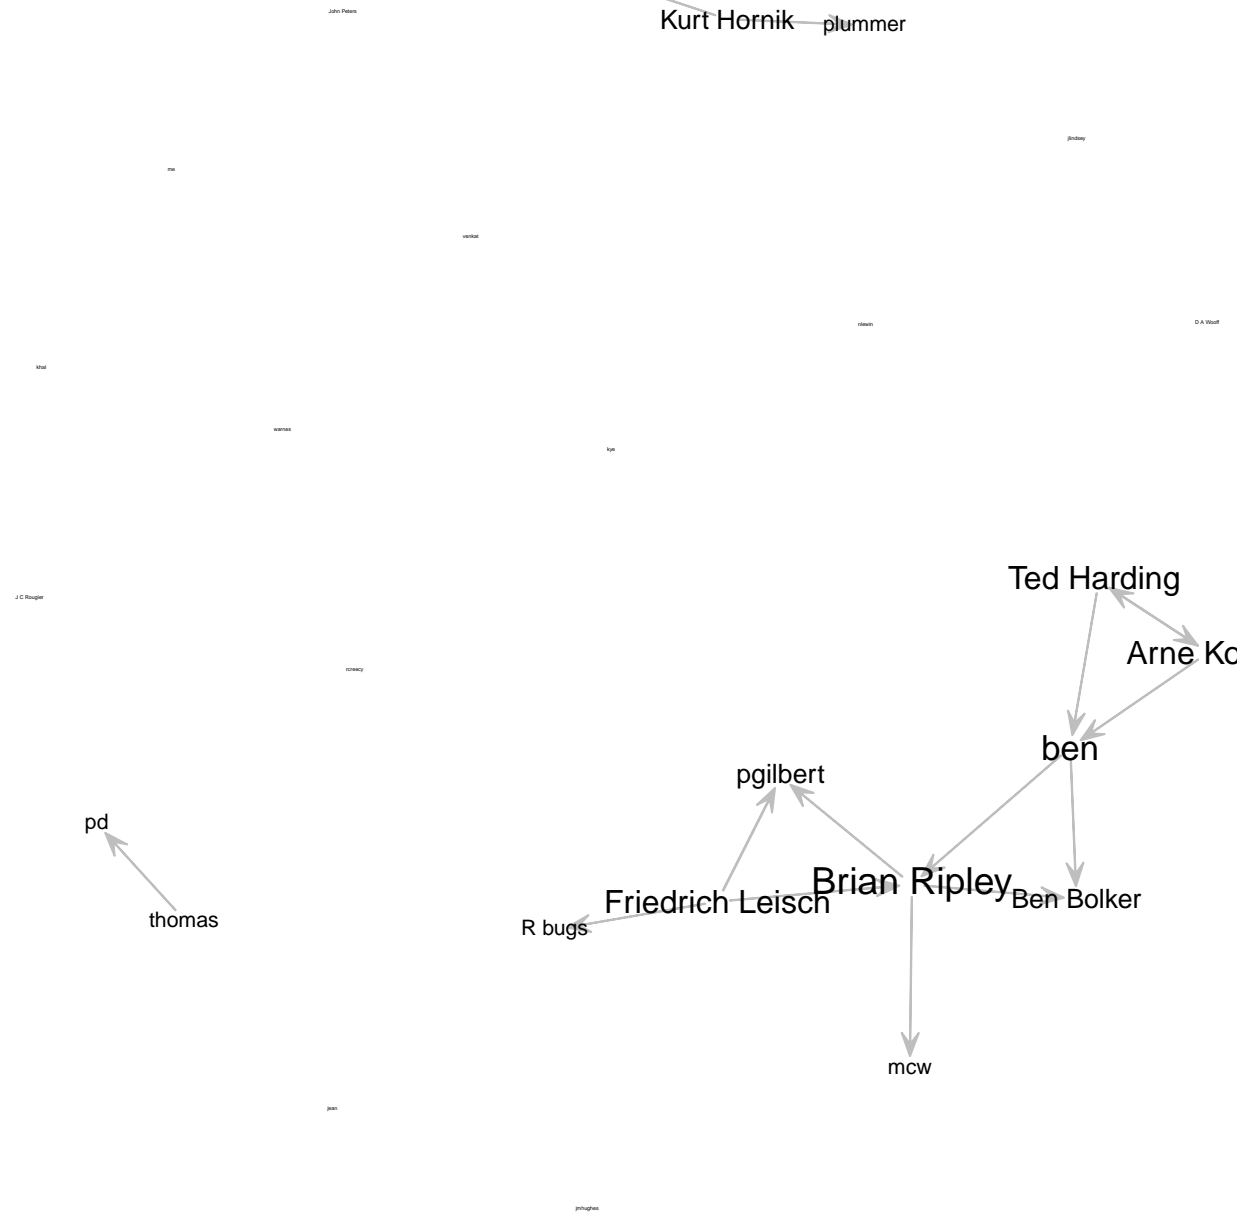 John Peters
Kurt Hornik
plummer
jlindsey
me
venkat
nlewin
D A Wooff
khal
warnes
kye
Ted Harding
J C Rougier
Arne Ko
rcreecy
ben
pgilbert
pd
Brian Ripley
Friedrich Leisch
Ben Bolker
thomas
R bugs
mcw
jean
jmhughes